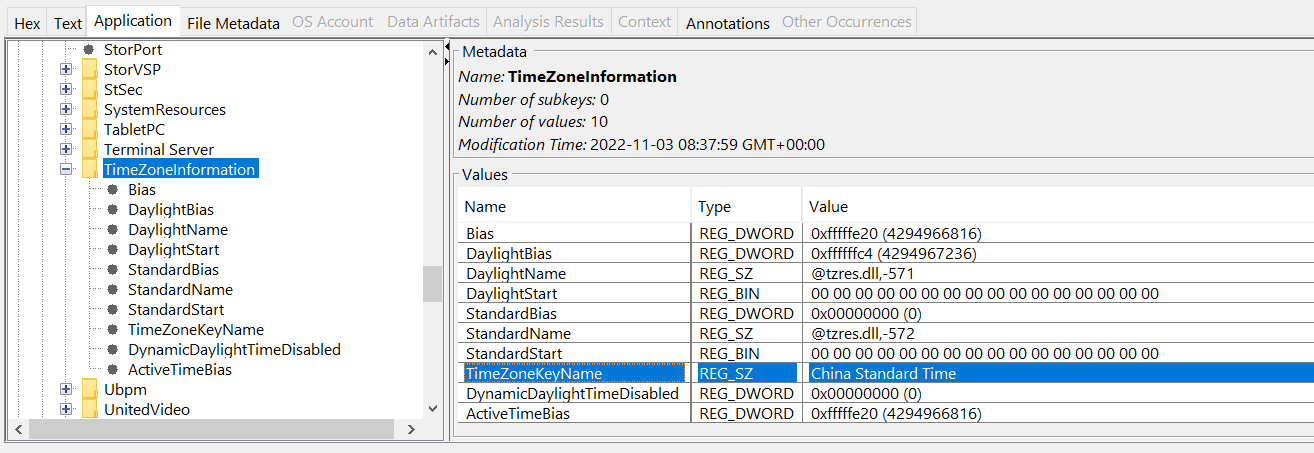 Hex Text Application File Metadata OS Account Data Artifacts Analysis Results Context Annotations Other Occurrences
StorPort
StorVSP
StSec
SystemResources
TabletPC
Terminal Server
TimeZoneInformation
Bias
DaylightBias
DaylightName
DaylightStart
StandardBias
StandardName
StandardStart
TimeZoneKeyName
DynamicDaylightTimeDisabled
ActiveTimeBias
Ubpm
UnitedVideo
Metadata
Name: TimeZoneInformation
Number of subkeys: 0
Number of values: 10
Modification Time: 2022-11-03 08:37:59 GMT+00:00
Values
Name Type Value
Bias REG_DWORD 0xfffffe20 (4294966816)
DaylightBias REG_DWORD 0xffffffc4 (4294967236)
DaylightName REG_SZ @tzres.dll,-571
DaylightStart REG_BIN 00 00 00 00 00 00 00 00 00 00 00 00 00 00 00 00
StandardBias REG_DWORD 0x00000000 (0)
StandardName REG_SZ @tzres.dll,-572
StandardStart REG_BIN 00 00 00 00 00 00 00 00 00 00 00 00 00 00 00 00
TimeZoneKeyName REG_SZ China Standard Time
DynamicDaylightTimeDisabled REG_DWORD 0x00000000 (0)
ActiveTimeBias REG_DWORD 0xfffffe20 (4294966816)